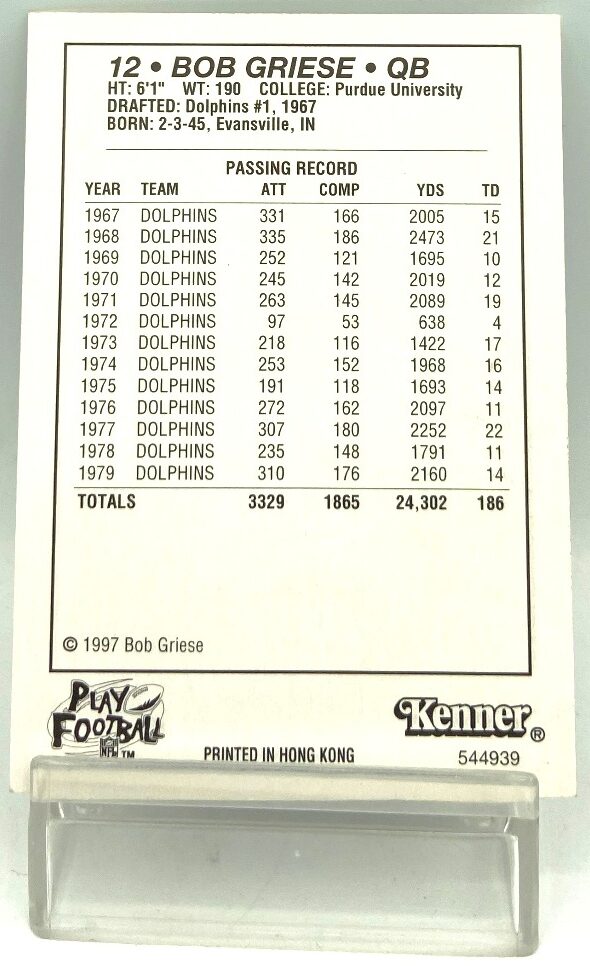 12 • BOB GRIESE • QB
HT: 6'1" WT: 190 COLLEGE: Purdue University
DRAFTED: Dolphins #1, 1967
BORN: 2-3-45, Evansville, IN
PASSING RECORD
YEAR TEAM ATT COMP YDS TD
1967 DOLPHINS 331 166 2005 15
1968 DOLPHINS 335 186 2473 21
1969 DOLPHINS 252 121 1695 10
1970 DOLPHINS 245 142 2019 12
1971 DOLPHINS 263 145 2089 19
1972 DOLPHINS 97 53 638 4
1973 DOLPHINS 218 116 1422 17
1974 DOLPHINS 253 152 1968 16
1975 DOLPHINS 191 118 1693 14
1976 DOLPHINS 272 162 2097 11
1977 DOLPHINS 307 180 2252 22
1978 DOLPHINS 235 148 1791 11
1979 DOLPHINS 310 176 2160 14
TOTALS 3329 1865 24,302 186
© 1997 Bob Griese
PLAY
FOOTBALL
NFL
TM
PRINTED IN HONG KONG
Kenner®
544939